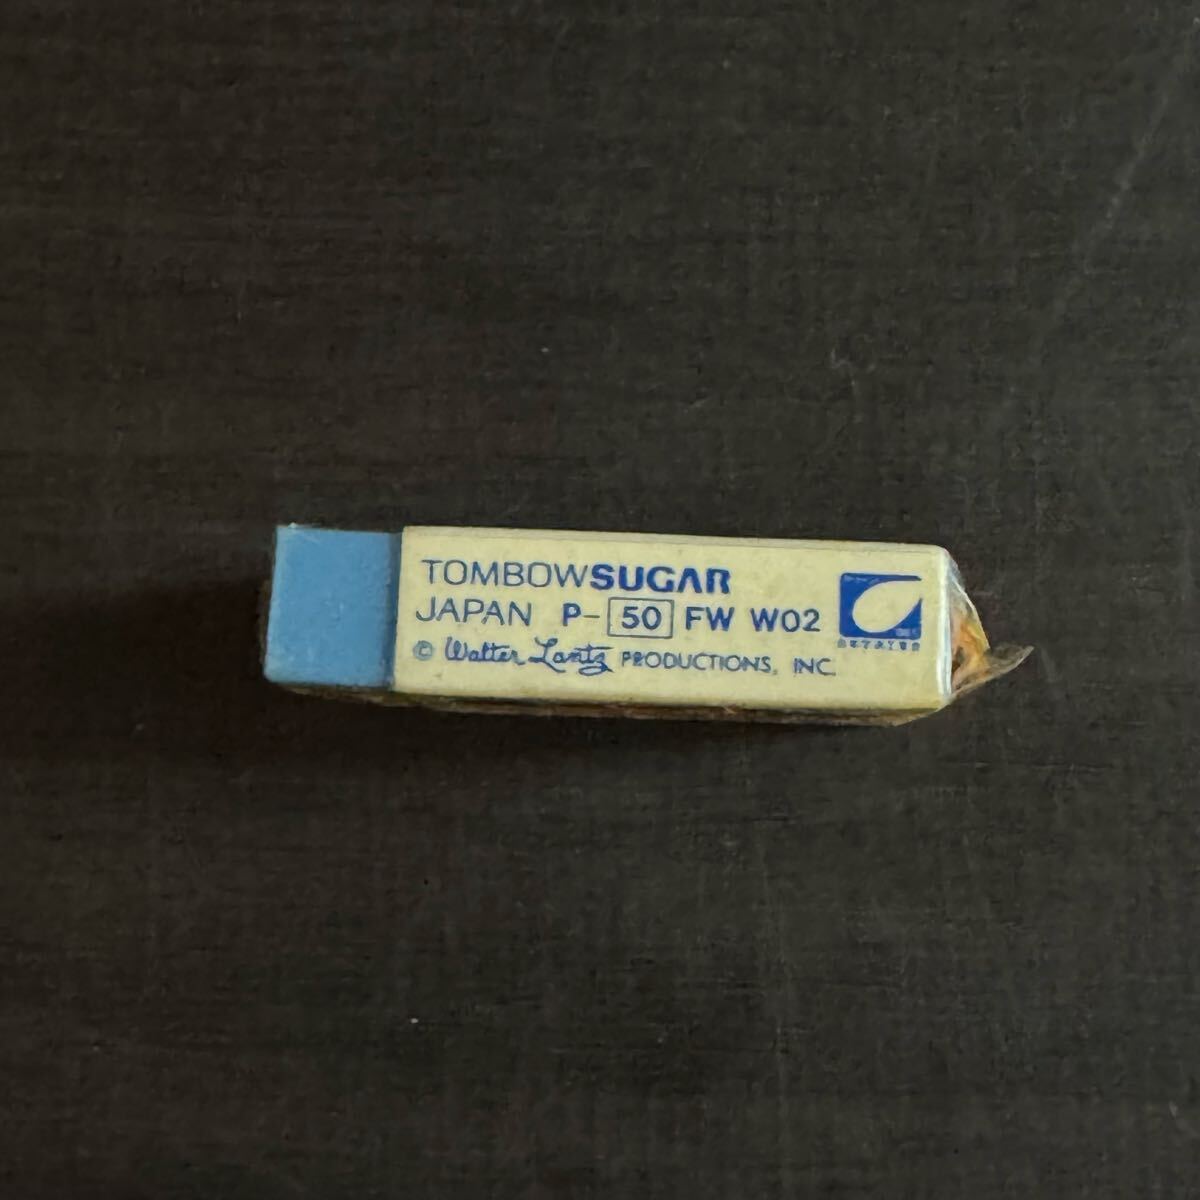 TOMBOWSUGAR
JAPAN P-50 FW W02
© Walter Lantz PRODUCTIONS, INC.